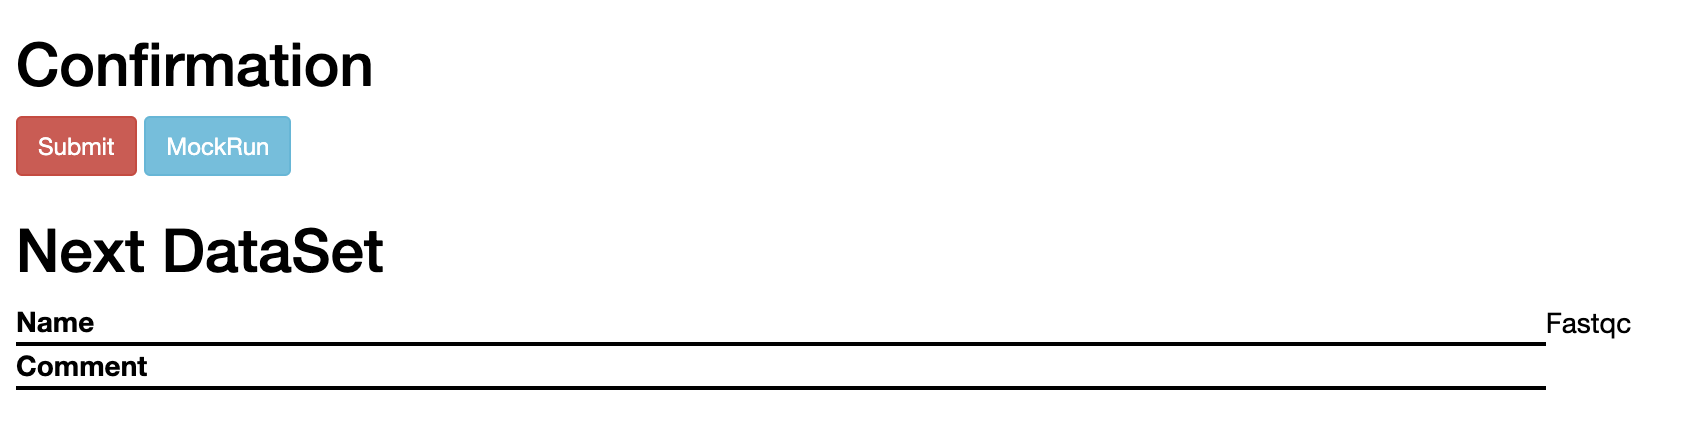 Confirmation
Submit MockRun
Next DataSet
Name Fastqc
Comment